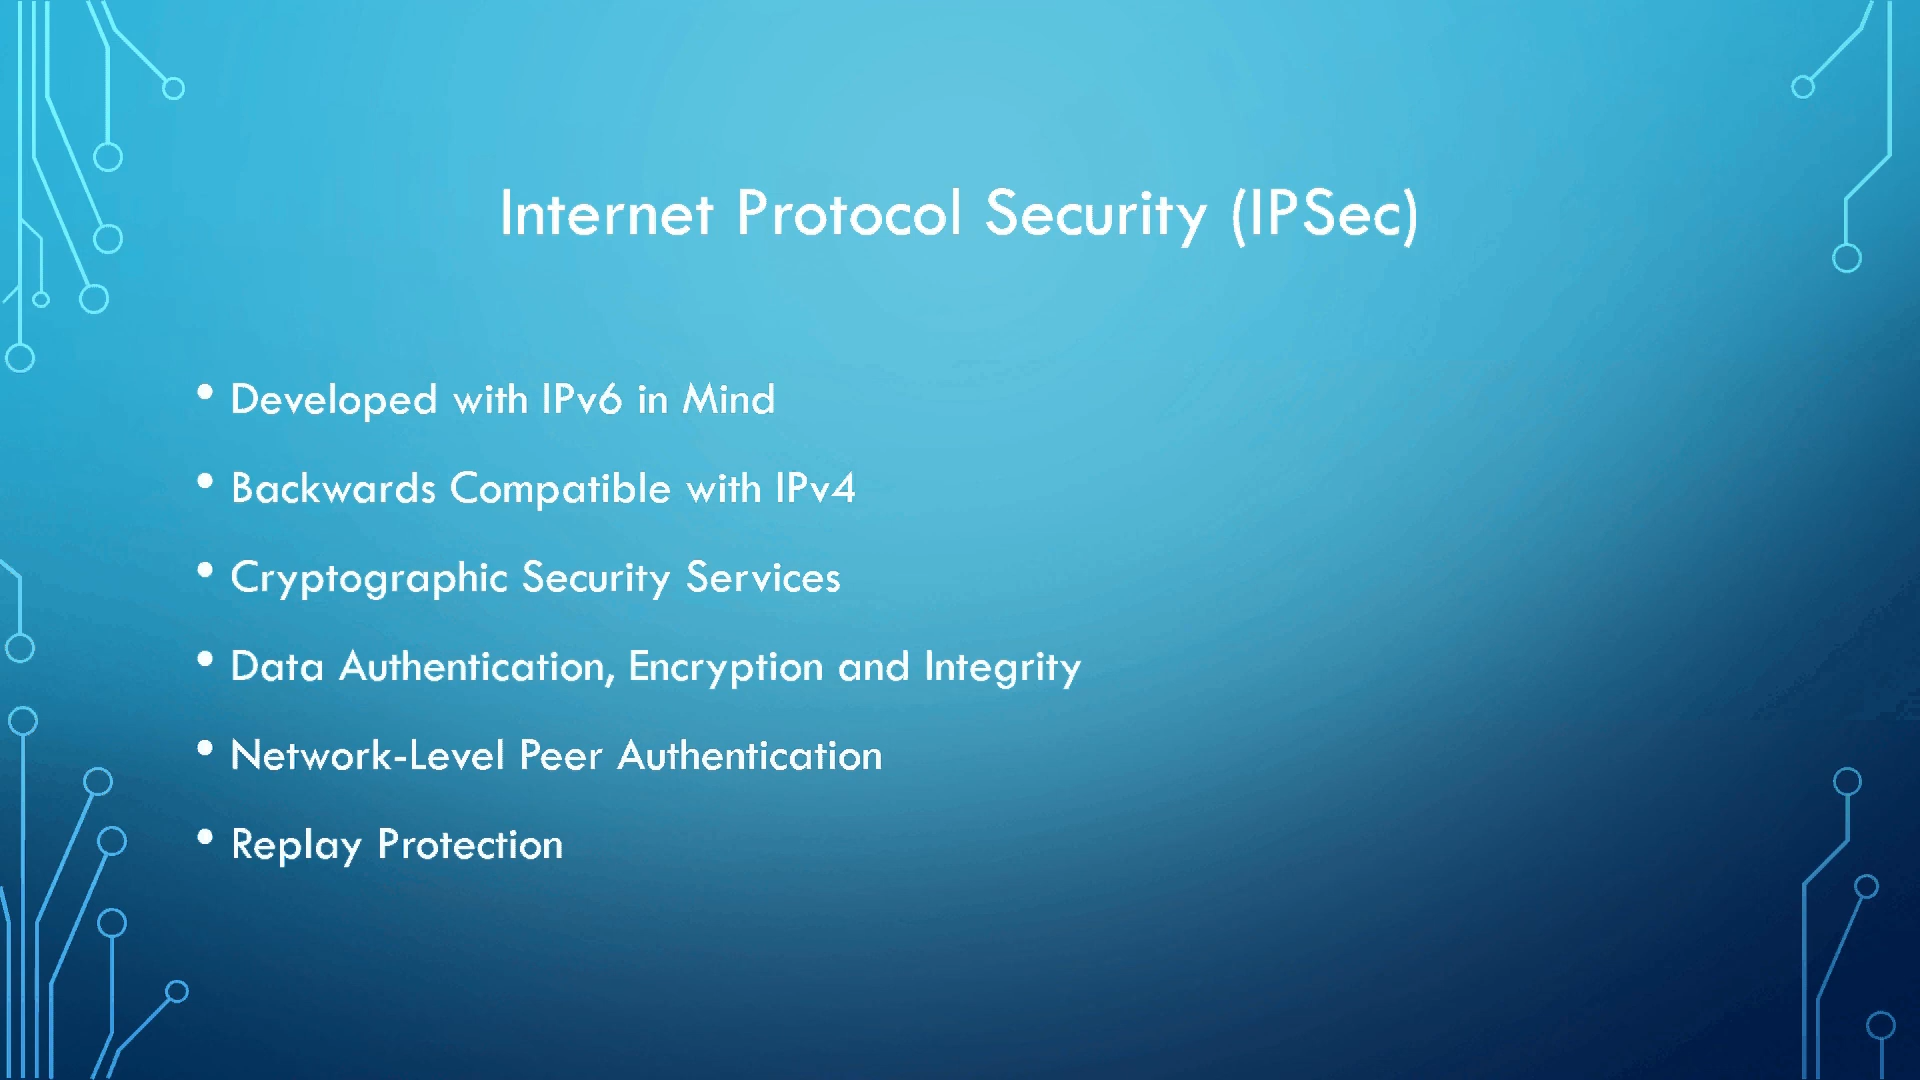 Internet Protocol Security (IPSec)
• Developed with IPv6 in Mind
• Backwards Compatible with IPv4
• Cryptographic Security Services
• Data Authentication, Encryption and Integrity
• Network-Level Peer Authentication
• Replay Protection